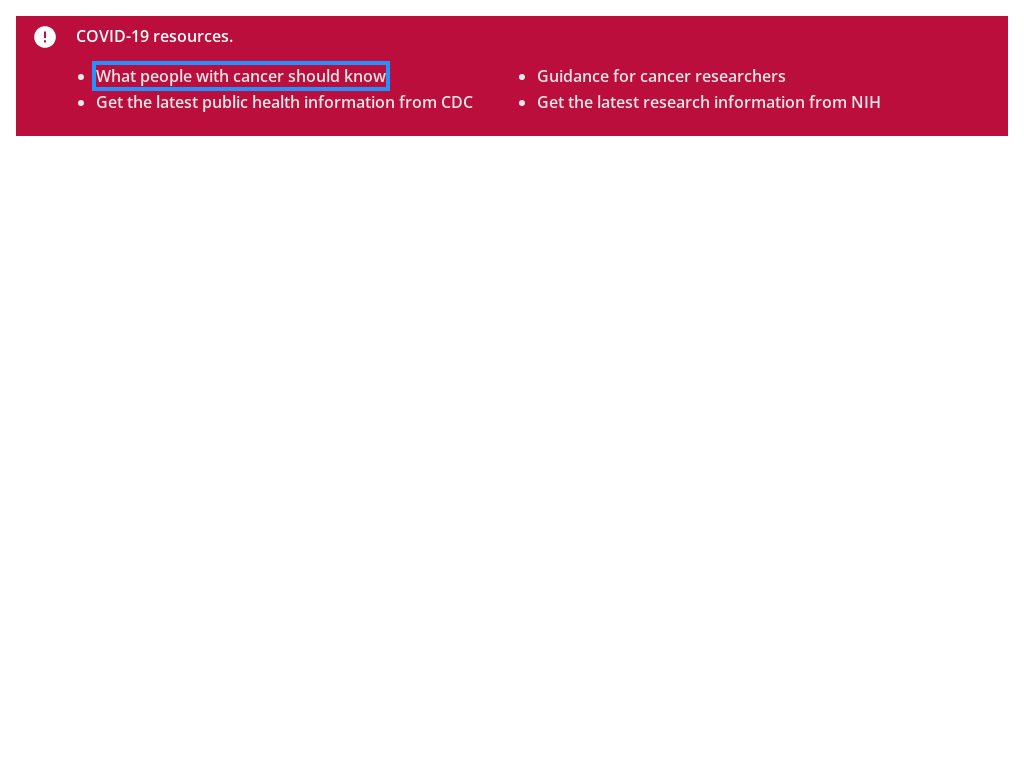 COVID-19 resources.
What people with cancer should know
Get the latest public health information from CDC
Guidance for cancer researchers
Get the latest research information from NIH